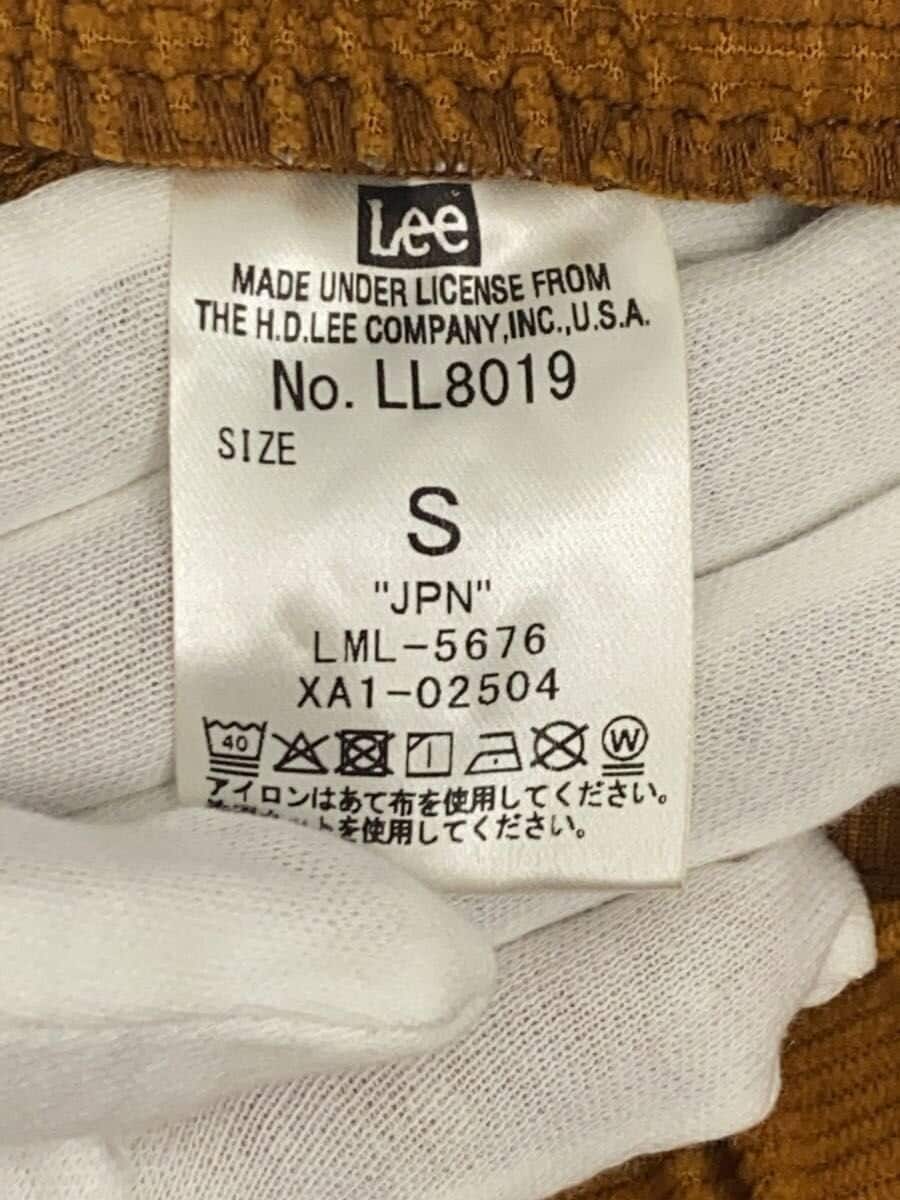 Lee
MADE UNDER LICENSE FROM
THE H.D.LEE COMPANY,INC.,U.S.A.
No. LL8019
SIZE
S
"JPN"
LML-5676
XA1-02504
40
W
アイロンはあて布を使用してください。
を使用してください。